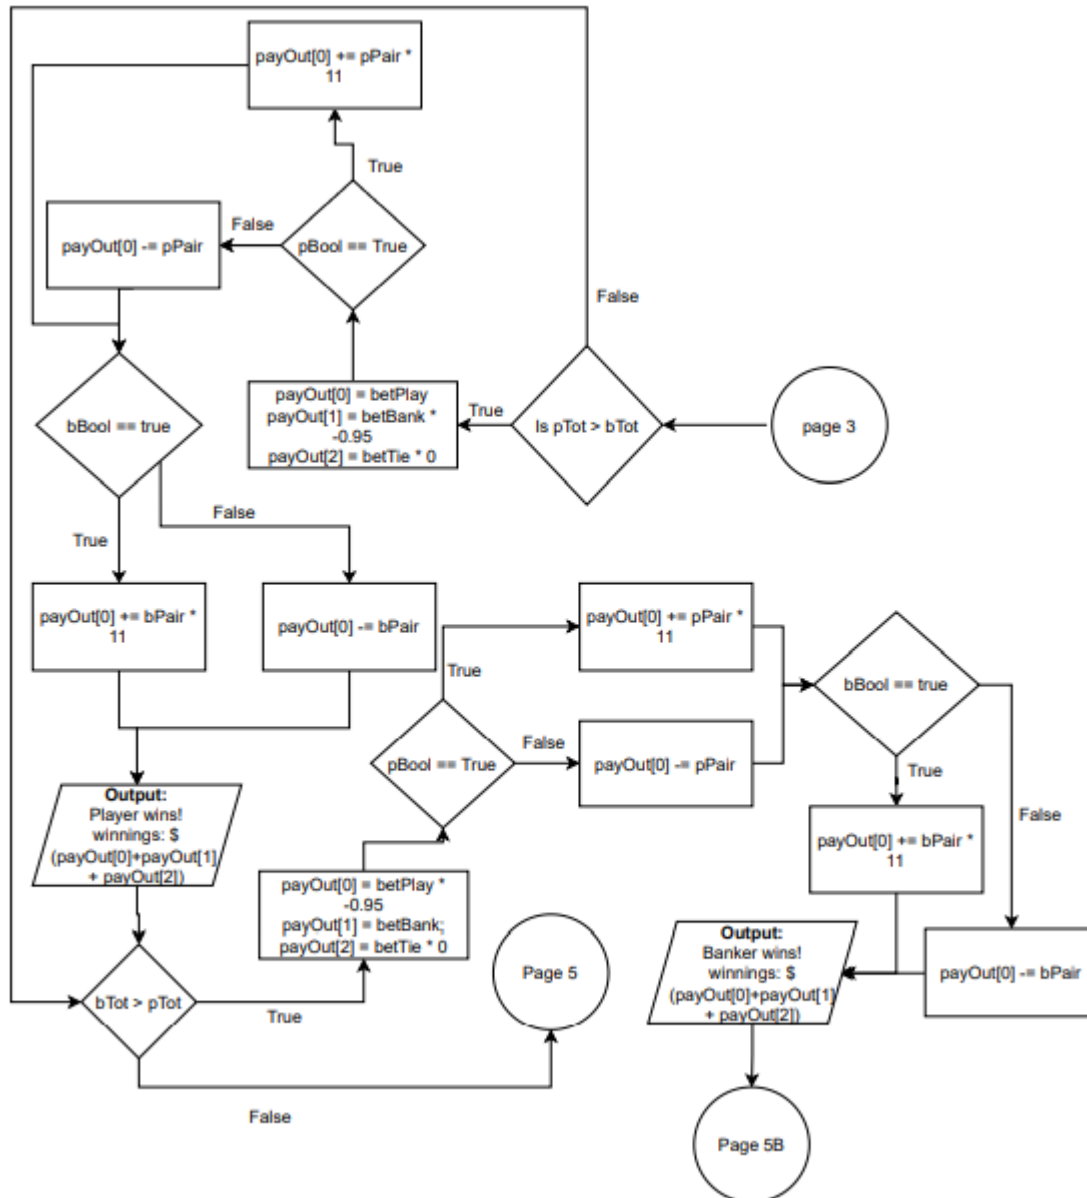 payOut[0] += pPair *
11
True
False
payOut[0] -= pPair
pBool == True
False
payOut[0] = betPlay
payOut[1] = betBank *
-0.95
payOut[2] = betTie * 0
True
Is pTot > bTot
page 3
bBool == true
False
True
payOut[0] += bPair *
11
payOut[0] -= bPair
payOut[0] += pPair *
11
True
bBool == true
pBool == True
False
payOut[0] -= pPair
True
False
Output:
Player wins!
winnings: $
(payOut[0]+payOut[1]
+ payOut[2])
payOut[0] += bPair *
11
payOut[0] = betPlay *
-0.95
payOut[1] = betBank;
payOut[2] = betTie * 0
Page 5
Output:
Banker wins!
winnings: $
(payOut[0]+payOut[1]
+ payOut[2])
payOut[0] -= bPair
bTot > pTot
True
False
Page 5B